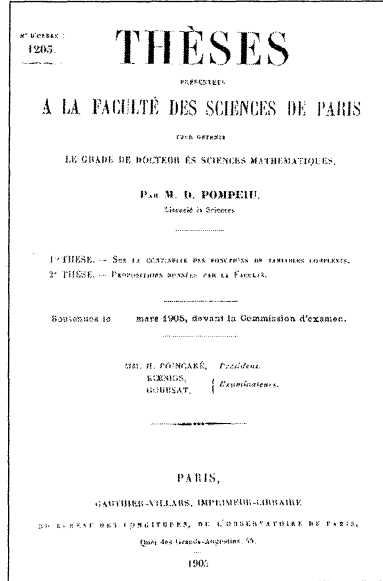 N° D'ORDRE :
1205.
THÈSES
PRÉSENTÉES
A LA FACULTÉ DES SCIENCES DE PARIS
POUR OBTENIR
LE GRADE DE DOCTEUR ÈS SCIENCES MATHÉMATIQUES,
PAR M. D. POMPEIU,
Licencié ès Sciences
1re THÈSE. — SUR LA CONTINUITÉ DES FONCTIONS DE VARIABLES COMPLEXES.
2e THÈSE. — PROPOSITIONS DONNÉES PAR LA FACULTÉ.
Soutenues le mars 1905, devant la Commission d'examen.
MM. H. POINCARÉ, Président.
KŒNIGS, Examinateurs.
GOURSAT,
PARIS,
GAUTHIER-VILLARS, IMPRIMEUR-LIBRAIRE
DU BUREAU DES LONGITUDES, DE L'OBSERVATOIRE DE PARIS,
Quai des Grands-Augustins, 55.
1905